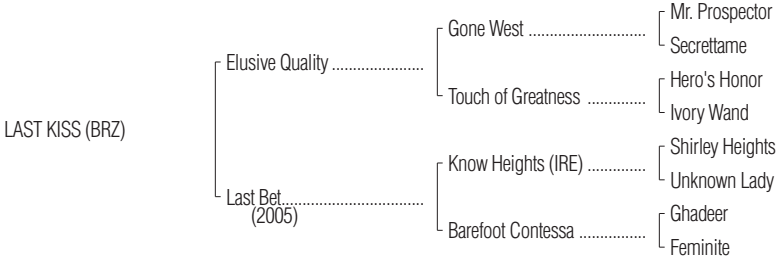 Mr. Prospector
Gone West ............................
Secrettame
Elusive Quality ......................
Hero's Honor
Touch of Greatness ..............
Ivory Wand
LAST KISS (BRZ)
Shirley Heights
Know Heights (IRE) ..............
Unknown Lady
Last Bet..................................
(2005)
Ghadeer
Barefoot Contessa ................
Feminite